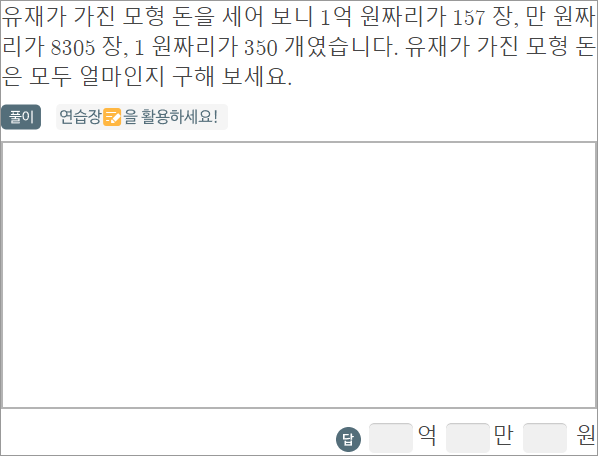 유재가 가진 모형 돈을 세어 보니 1억 원짜리가 157 장, 만 원짜
리가 8305 장, 1 원짜리가 350 개였습니다. 유재가 가진 모형 돈
은 모두 얼마인지 구해 보세요.
풀이 연습장을 활용하세요!
답 억 만 원